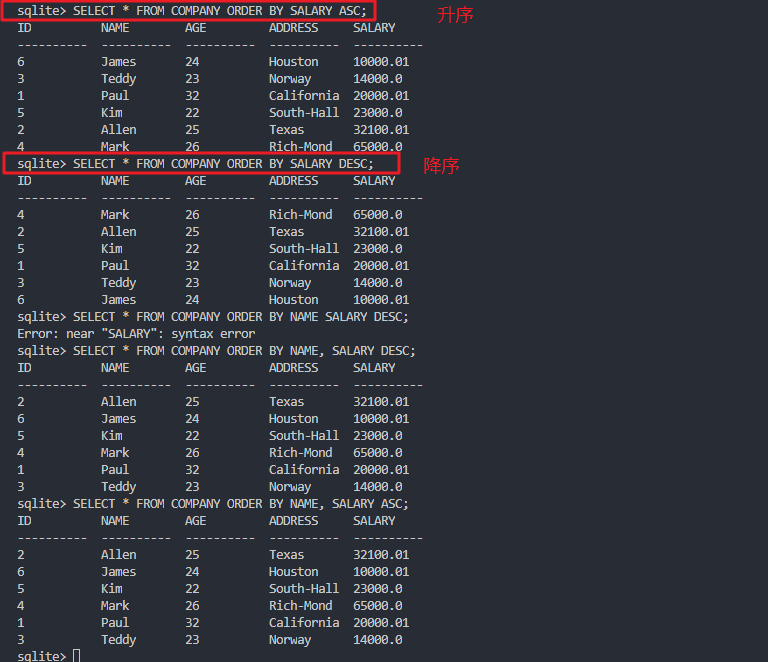 sqlite> SELECT * FROM COMPANY ORDER BY SALARY ASC; 升序
ID NAME AGE ADDRESS SALARY
---------- ---------- ---------- ---------- ----------
6 James 24 Houston 10000.01
3 Teddy 23 Norway 14000.0
1 Paul 32 California 20000.01
5 Kim 22 South-Hall 23000.0
2 Allen 25 Texas 32100.01
4 Mark 26 Rich-Mond 65000.0
sqlite> SELECT * FROM COMPANY ORDER BY SALARY DESC; 降序
ID NAME AGE ADDRESS SALARY
---------- ---------- ---------- ---------- ----------
4 Mark 26 Rich-Mond 65000.0
2 Allen 25 Texas 32100.01
5 Kim 22 South-Hall 23000.0
1 Paul 32 California 20000.01
3 Teddy 23 Norway 14000.0
6 James 24 Houston 10000.01
sqlite> SELECT * FROM COMPANY ORDER BY NAME SALARY DESC;
Error: near "SALARY": syntax error
sqlite> SELECT * FROM COMPANY ORDER BY NAME, SALARY DESC;
ID NAME AGE ADDRESS SALARY
---------- ---------- ---------- ---------- ----------
2 Allen 25 Texas 32100.01
6 James 24 Houston 10000.01
5 Kim 22 South-Hall 23000.0
4 Mark 26 Rich-Mond 65000.0
1 Paul 32 California 20000.01
3 Teddy 23 Norway 14000.0
sqlite> SELECT * FROM COMPANY ORDER BY NAME, SALARY ASC;
ID NAME AGE ADDRESS SALARY
---------- ---------- ---------- ---------- ----------
2 Allen 25 Texas 32100.01
6 James 24 Houston 10000.01
5 Kim 22 South-Hall 23000.0
4 Mark 26 Rich-Mond 65000.0
1 Paul 32 California 20000.01
3 Teddy 23 Norway 14000.0
sqlite>